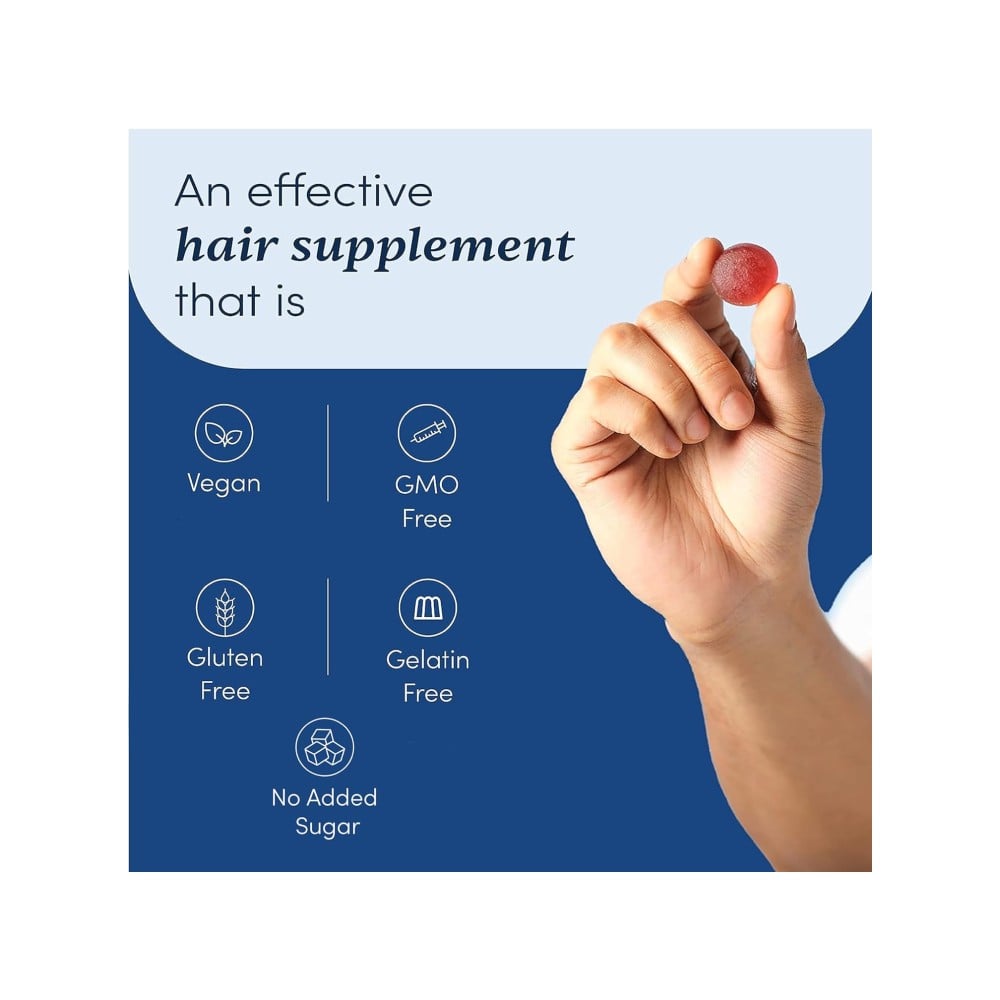 An effective
hair supplement
that is
Vegan
GMO
Free
Gluten
Free
Gelatin
Free
No Added
Sugar